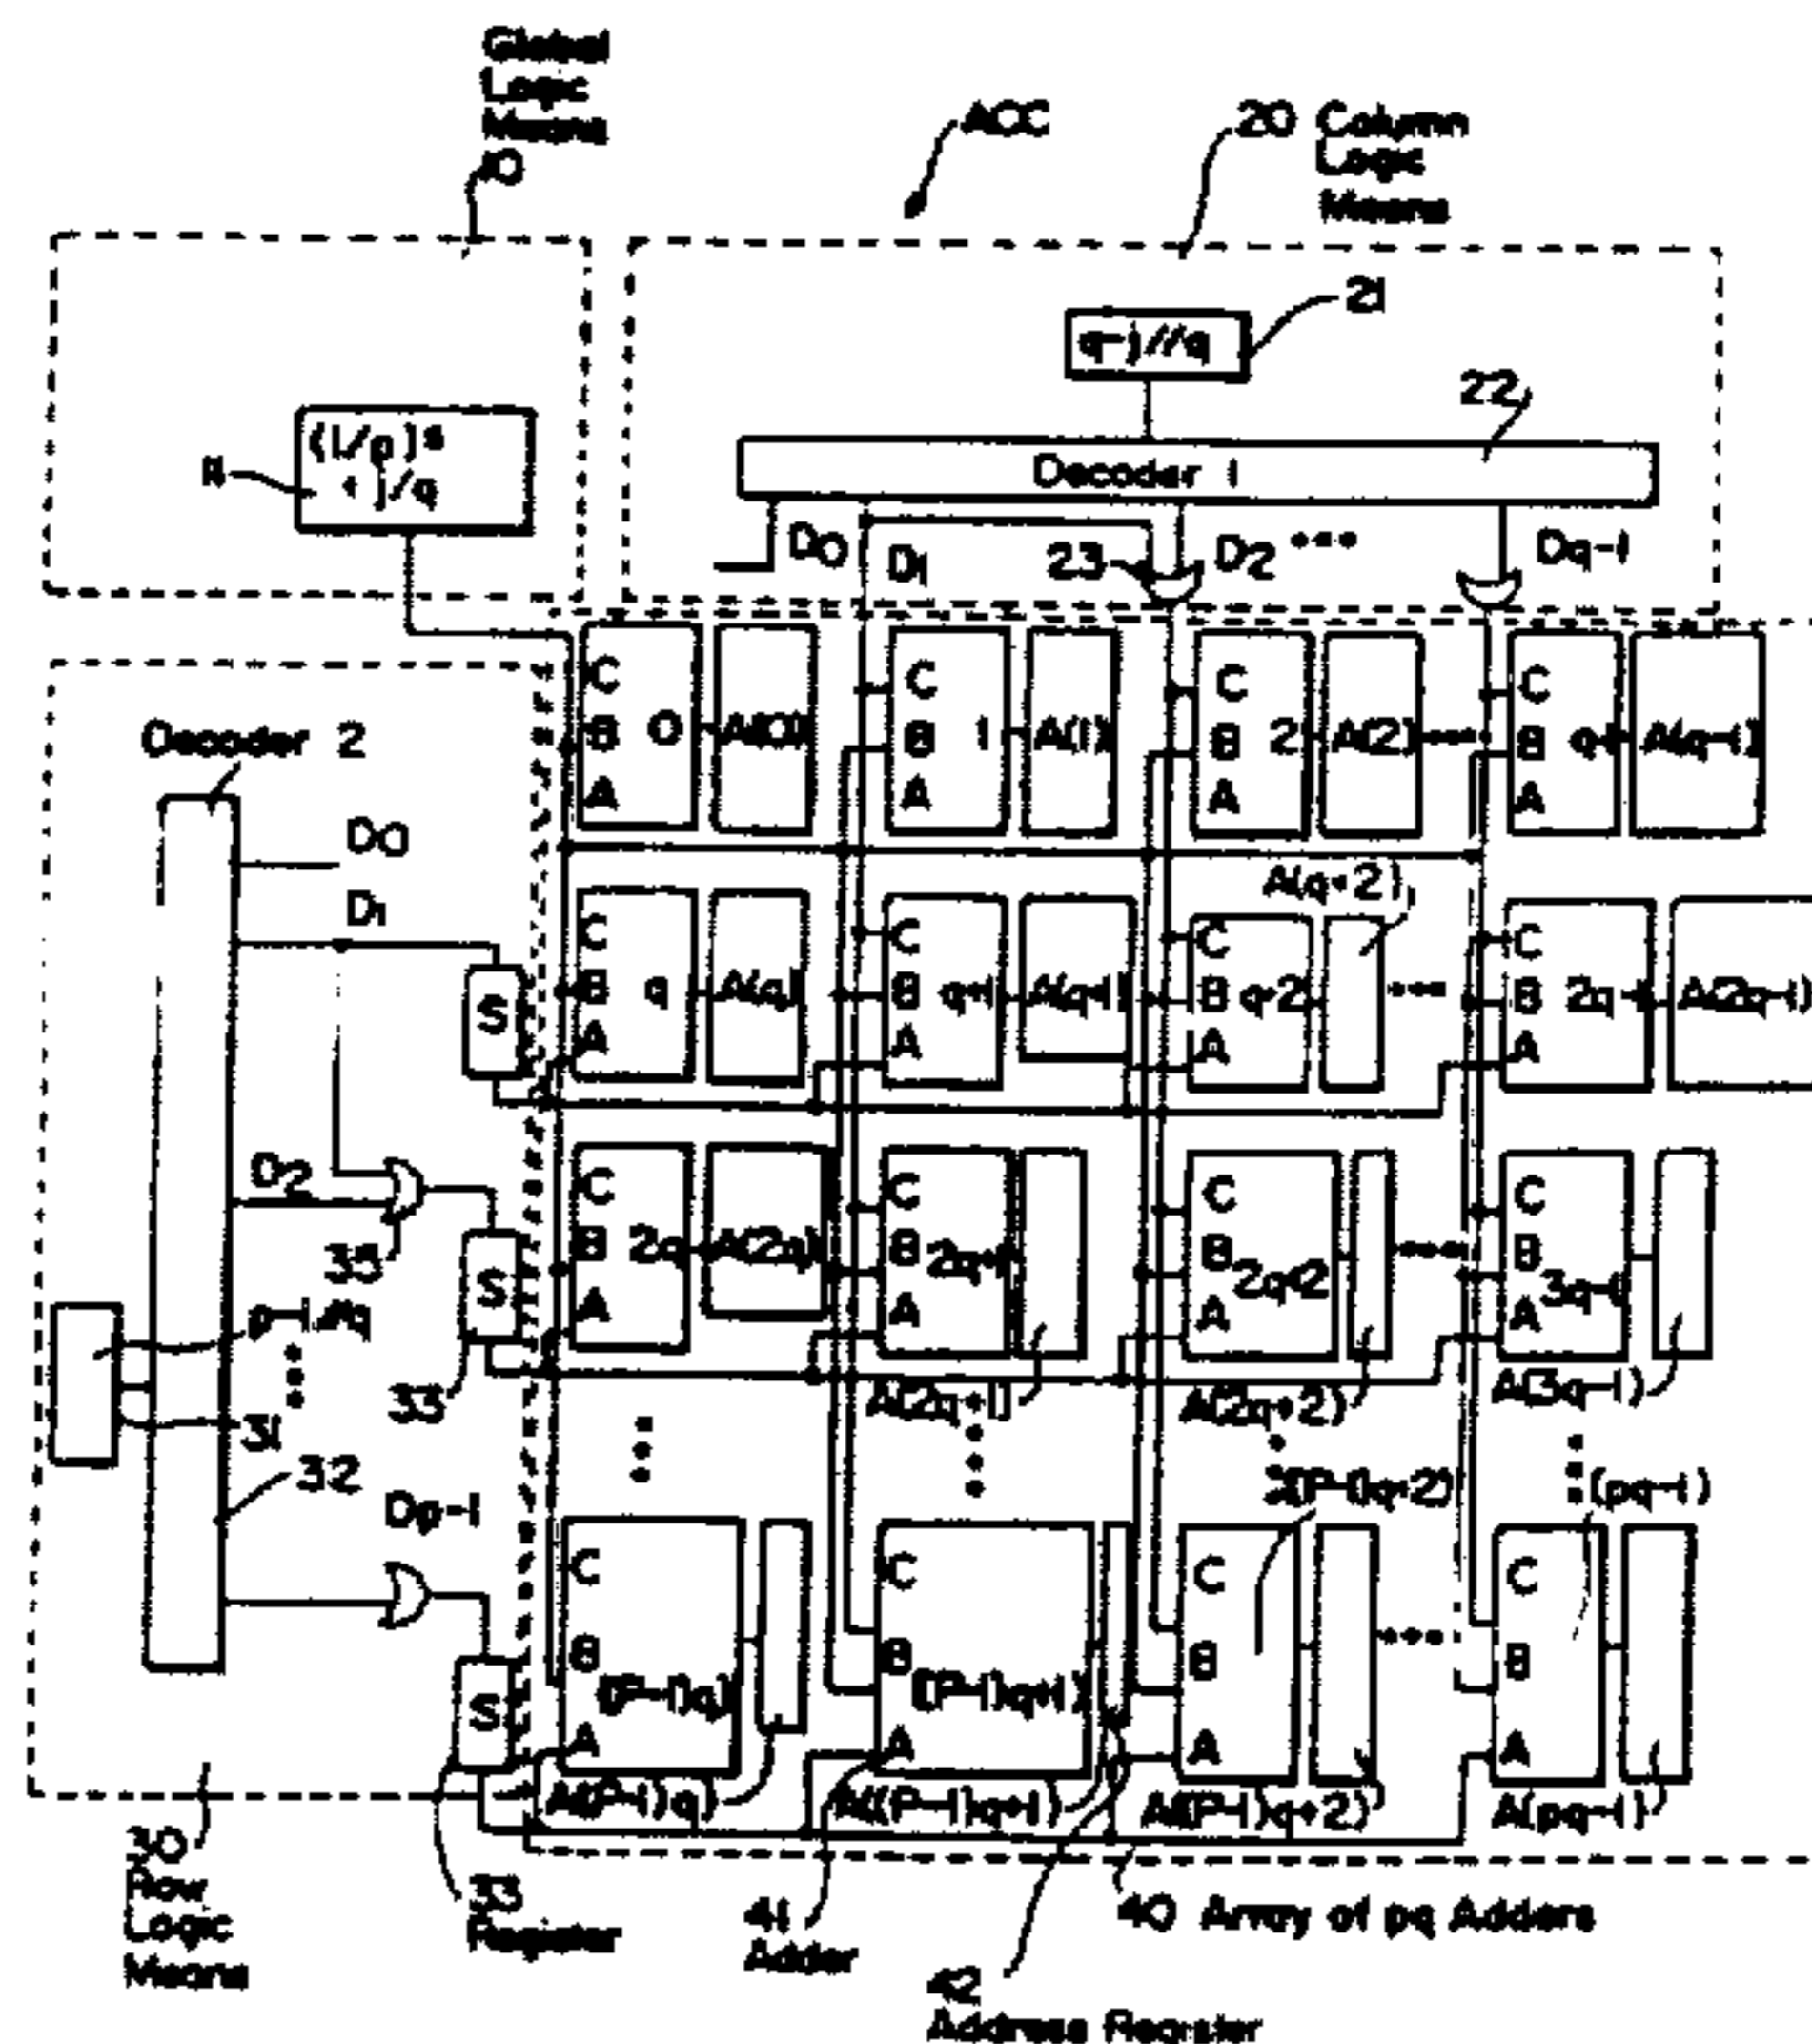 Global
Logic
Means
10
ACC
20 Column
Logic
Means
21
q-j//q
22
(i/p)s
+ j/q
Decoder 1
D0
D1
23
D2
Dq-1
C
B 0 A(0)
A
C
B 1 A(1)
A
C
B 2 A(2)
A
C
B q-1 A(q-1)
A
Decoder 2
D0
D1
A(q+2)
C
B q A(q)
A
C
B q+1 A(q+1)
A
C
B q+2
A
C
B 2q-1 A(2q-1)
A
S
D2
35
C
B 2q A(2q)
A
C
B 2q+1
A
C
B 2q+2
A
C
B 3q-1
A
S
33
31
32
A(2q+1)
A(2q+2)
A(3q-1)
Dp-1
(P-1)q+2)
(pq-1)
C
B
(P-1)q)
A
C
B
(P-1)q+1)
A
C
B
A
C
B
A
S
A((P-1)q)
A((P-1)q+1)
A((P-1)q+2)
A(pq-1)
30
Row
Logic
Means
33
Register
41
Adder
42
Address Register
40 Array of pq Adders